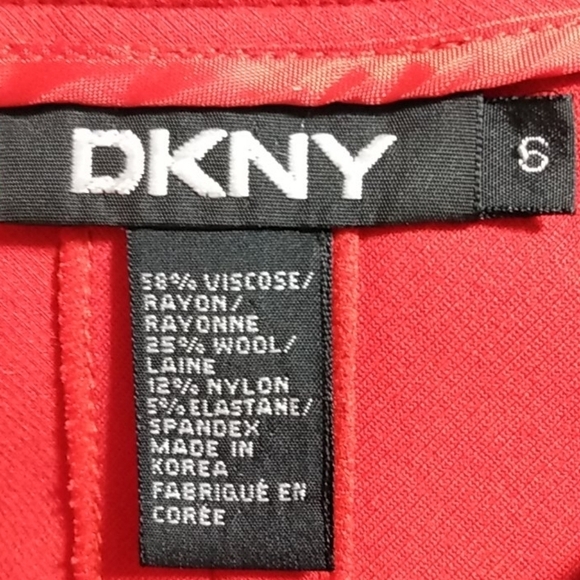 DKNY
S
58% VISCOSE/
RAYON/
RAYONNE
25% WOOL/
LAINE
12% NYLON
5% ELASTANE/
SPANDEX
MADE IN
KOREA
FABRIQUÉ EN
CORÉE